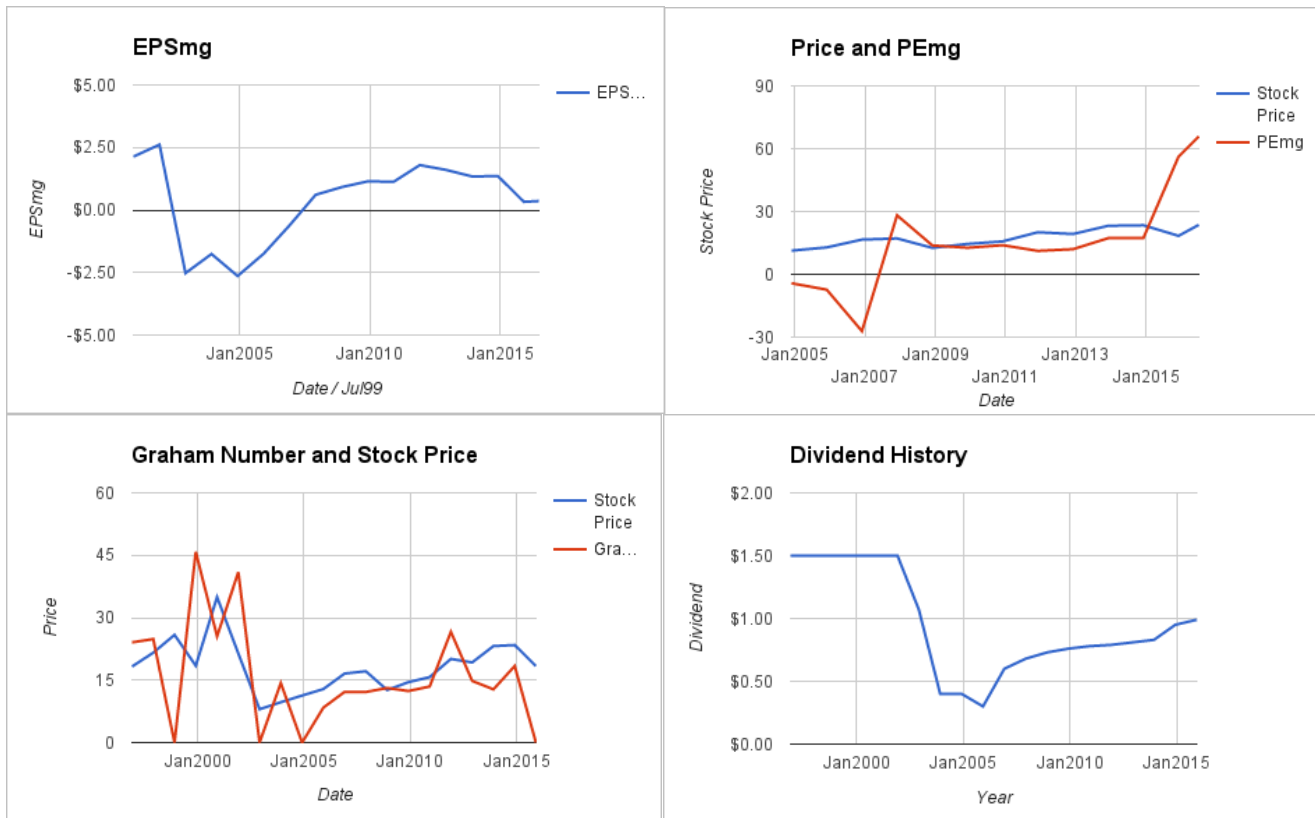 EPSmg
$5.00
$2.50
$0.00
-$2.50
-$5.00
EPSmg
Jan2005
Jan2010
Jan2015
Date / Jul99
EPS...
Price and PEmg
90
60
30
0
-30
Stock Price
Jan2005
Jan2007
Jan2009
Jan2011
Jan2013
Jan2015
Date
Stock
Price
PEmg
Graham Number and Stock Price
60
45
30
15
0
Price
Jan2000
Jan2005
Jan2010
Jan2015
Date
Stock
Price
Gra...
Dividend History
$2.00
$1.50
$1.00
$0.50
$0.00
Dividend
Jan2000
Jan2005
Jan2010
Jan2015
Year